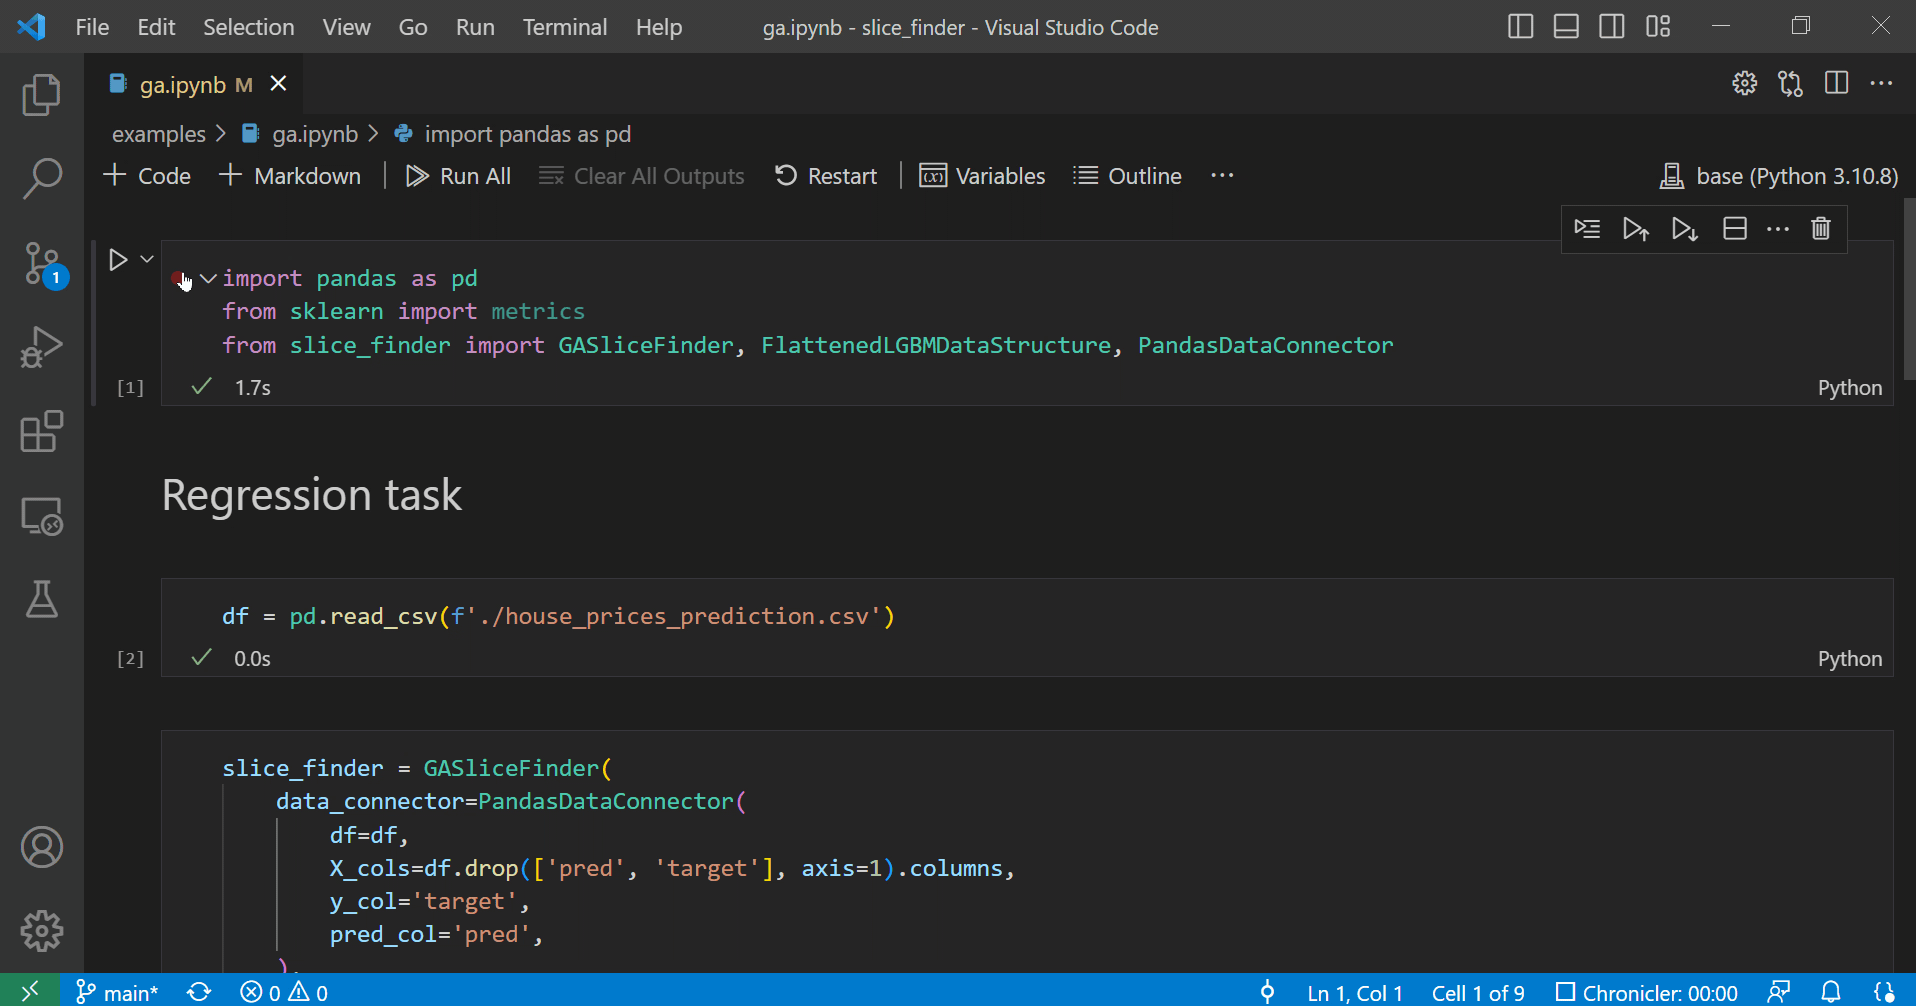 File Edit Selection View Go Run Terminal Help ga.ipynb - slice_finder - Visual Studio Code
ga.ipynb M
examples > ga.ipynb > import pandas as pd
Code Markdown Run All Clear All Outputs Restart Variables Outline ... base (Python 3.10.8)
1
import pandas as pd
from sklearn import metrics
from slice_finder import GASliceFinder, FlattenedLGBMDataStructure, PandasDataConnector
[1] 1.7s Python
Regression task
df = pd.read_csv(f'./house_prices_prediction.csv')
[2] 0.0s Python
slice_finder = GASliceFinder(
data_connector=PandasDataConnector(
df=df,
X_cols=df.drop(['pred', 'target'], axis=1).columns,
y_col='target',
pred_col='pred',
),
main* 0 0 Ln 1, Col 1 Cell 1 of 9 Chronicler: 00:00